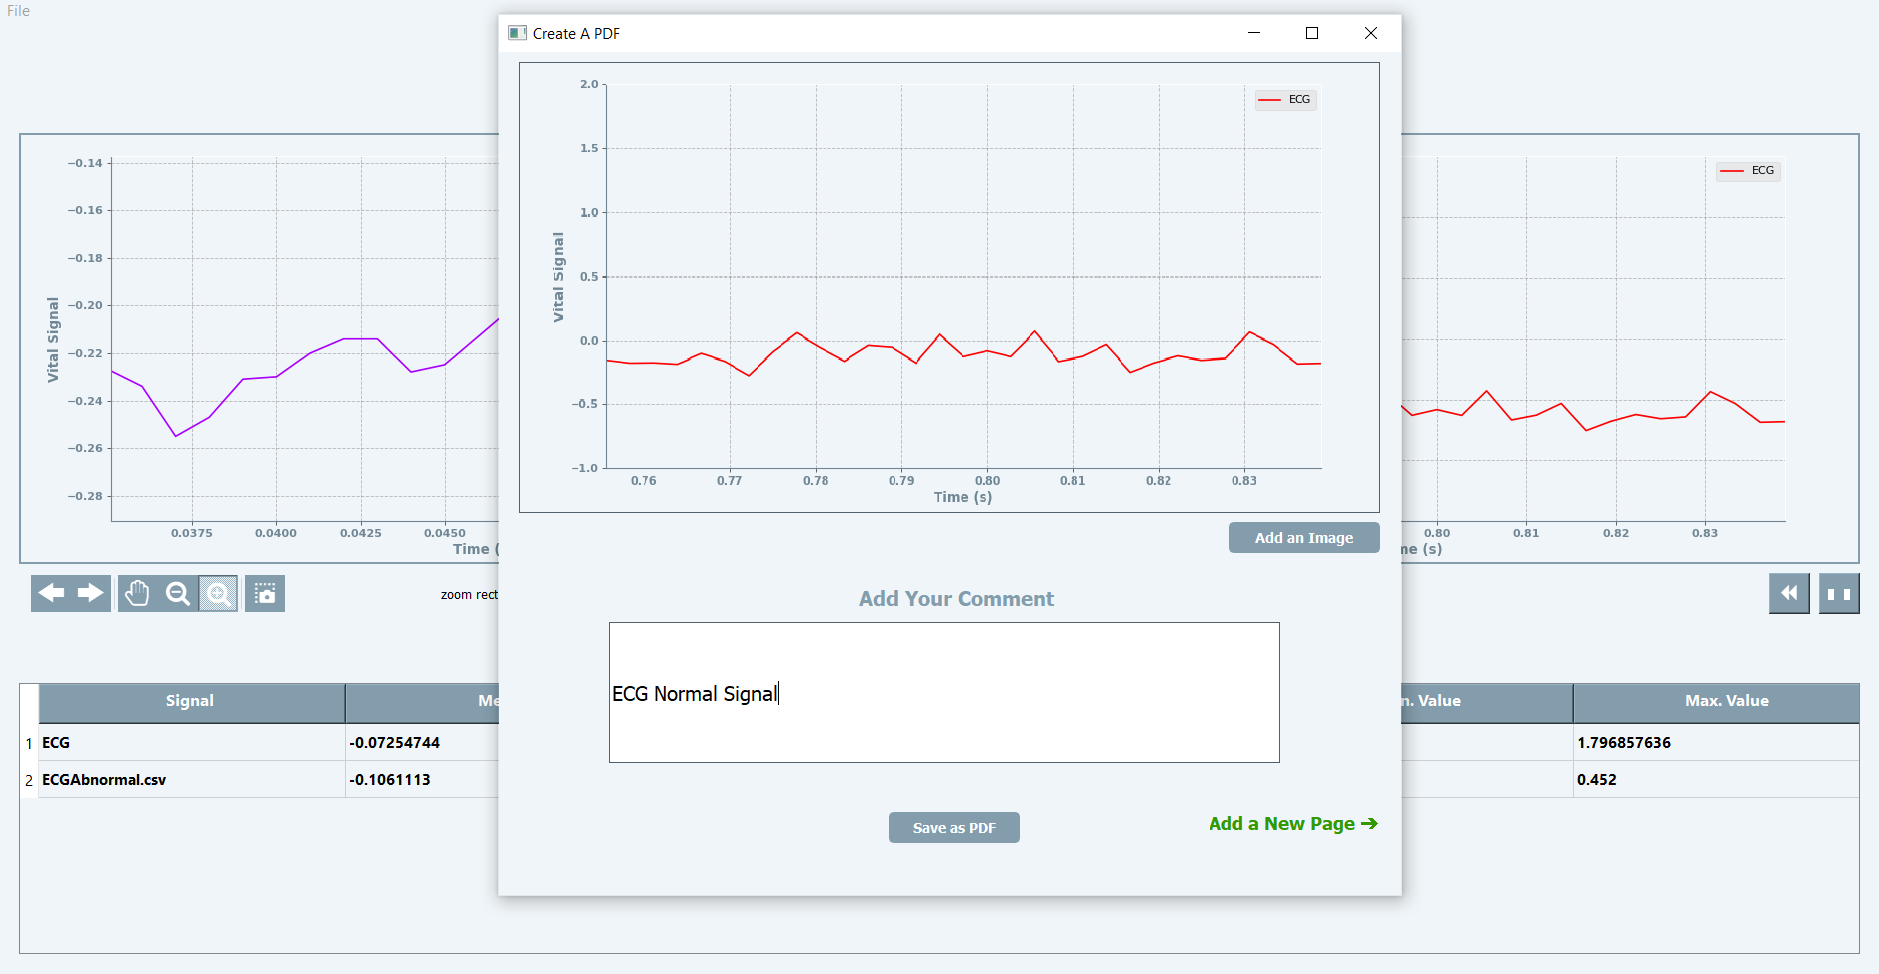 File
Create A PDF
2.0
1.5
1.0
0.5
0.0
−0.5
−1.0
Vital Signal
ECG
0.76 0.77 0.78 0.79 0.80 0.81 0.82 0.83
Time (s)
Add an Image
Add Your Comment
ECG Normal Signal
Save as PDF
Add a New Page ➔
−0.14
−0.16
−0.18
−0.20
−0.22
−0.24
−0.26
−0.28
Vital Signal
0.0375 0.0400 0.0425 0.0450
Time (
zoom rect
ECG
0.80 0.81 0.82 0.83
me (s)
Signal Me n. Value Max. Value
1 ECG -0.07254744 1.796857636
2 ECGAbnormal.csv -0.1061113 0.452